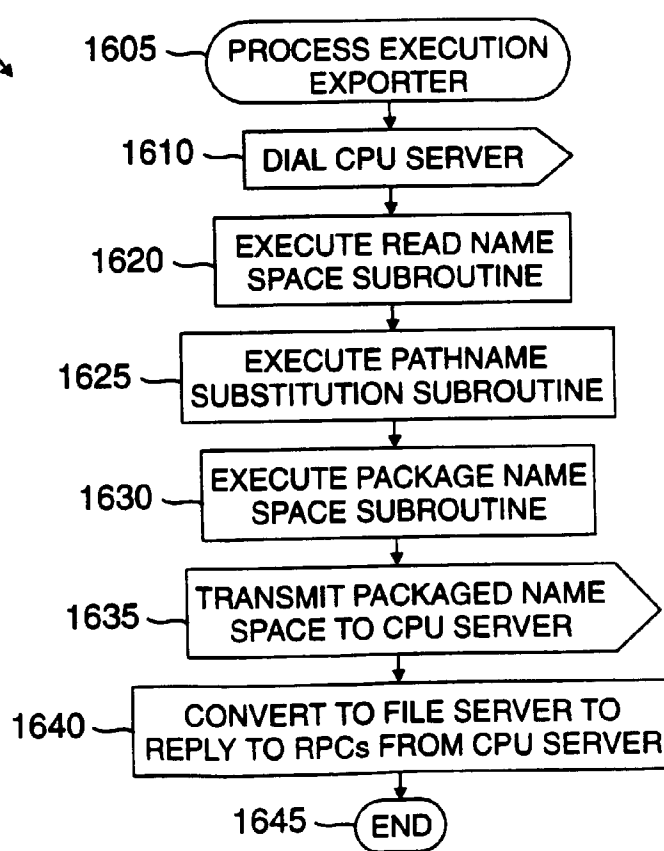 1605 PROCESS EXECUTION
EXPORTER
1610 DIAL CPU SERVER
1620 EXECUTE READ NAME
SPACE SUBROUTINE
1625 EXECUTE PATHNAME
SUBSTITUTION SUBROUTINE
1630 EXECUTE PACKAGE NAME
SPACE SUBROUTINE
1635 TRANSMIT PACKAGED NAME
SPACE TO CPU SERVER
1640 CONVERT TO FILE SERVER TO
REPLY TO RPCs FROM CPU SERVER
1645 END